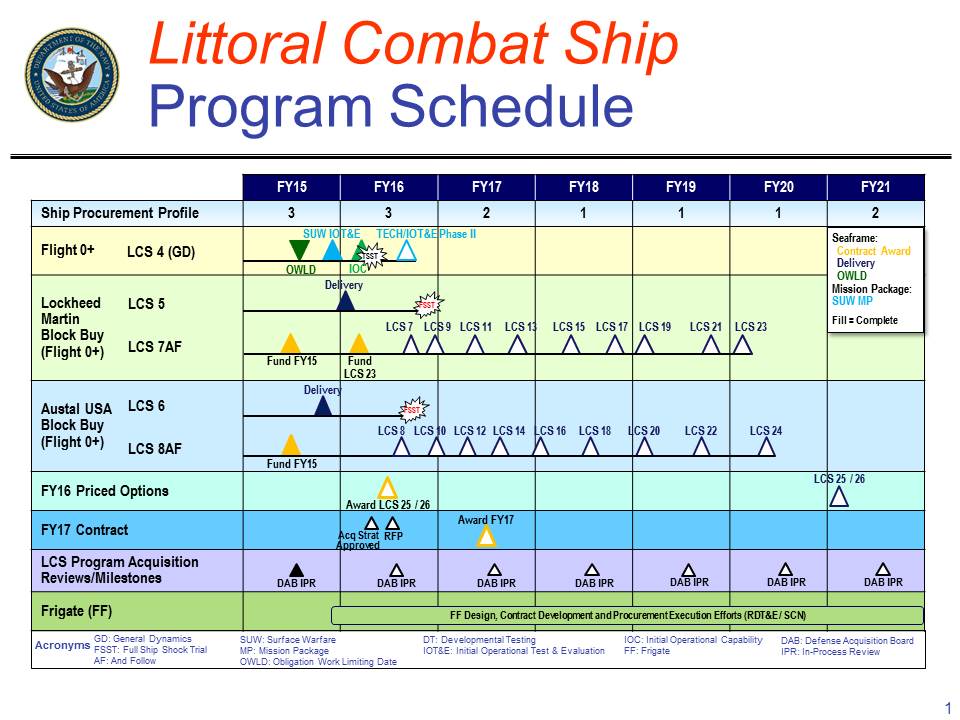 Littoral Combat Ship
Program Schedule
DEPARTMENT OF THE NAVY
UNITED STATES OF AMERICA
FY15 FY16 FY17 FY18 FY19 FY20 FY21
Ship Procurement Profile 3 3 2 1 1 1 2
Flight 0+ LCS 4 (GD)
SUW IOT&E TECH/IOT&E Phase II
TSST
OWLD IOC
Seaframe:
Contract Award
Delivery
OWLD
Mission Package:
SUW MP
Fill = Complete
Lockheed
Martin
Block Buy
(Flight 0+)
LCS 5
Delivery
FSST
LCS 7AF
LCS 7 LCS 9 LCS 11 LCS 13 LCS 15 LCS 17 LCS 19 LCS 21 LCS 23
Fund FY15 Fund
LCS 23
Austal USA
Block Buy
(Flight 0+)
LCS 6
Delivery
FSST
LCS 8AF
LCS 8 LCS 10 LCS 12 LCS 14 LCS 16 LCS 18 LCS 20 LCS 22 LCS 24
Fund FY15
FY16 Priced Options
Award LCS 25 / 26
LCS 25 / 26
FY17 Contract
Acq Strat RFP
Approved
Award FY17
LCS Program Acquisition
Reviews/Milestones
DAB IPR DAB IPR DAB IPR DAB IPR DAB IPR DAB IPR DAB IPR
Frigate (FF)
FF Design, Contract Development and Procurement Execution Efforts (RDT&E / SCN)
Acronyms
GD: General Dynamics
FSST: Full Ship Shock Trial
AF: And Follow
SUW: Surface Warfare
MP: Mission Package
OWLD: Obligation Work Limiting Date
DT: Developmental Testing
IOT&E: Initial Operational Test & Evaluation
IOC: Initial Operational Capability
FF: Frigate
DAB: Defense Acquisition Board
IPR: In-Process Review
1